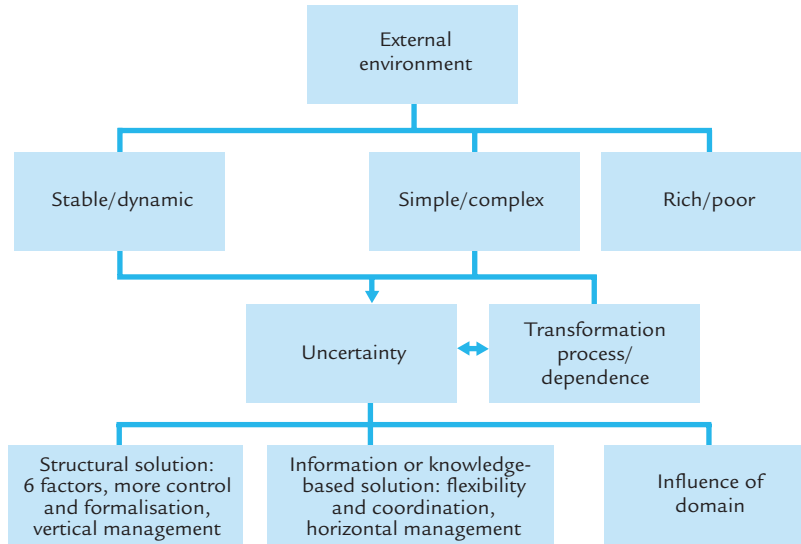 External
environment
Stable/dynamic
Simple/complex
Rich/poor
Uncertainty
Transformation
process/
dependence
Structural solution:
6 factors, more control
and formalisation,
vertical management
Information or knowledge-
based solution: flexibility
and coordination,
horizontal management
Influence of
domain